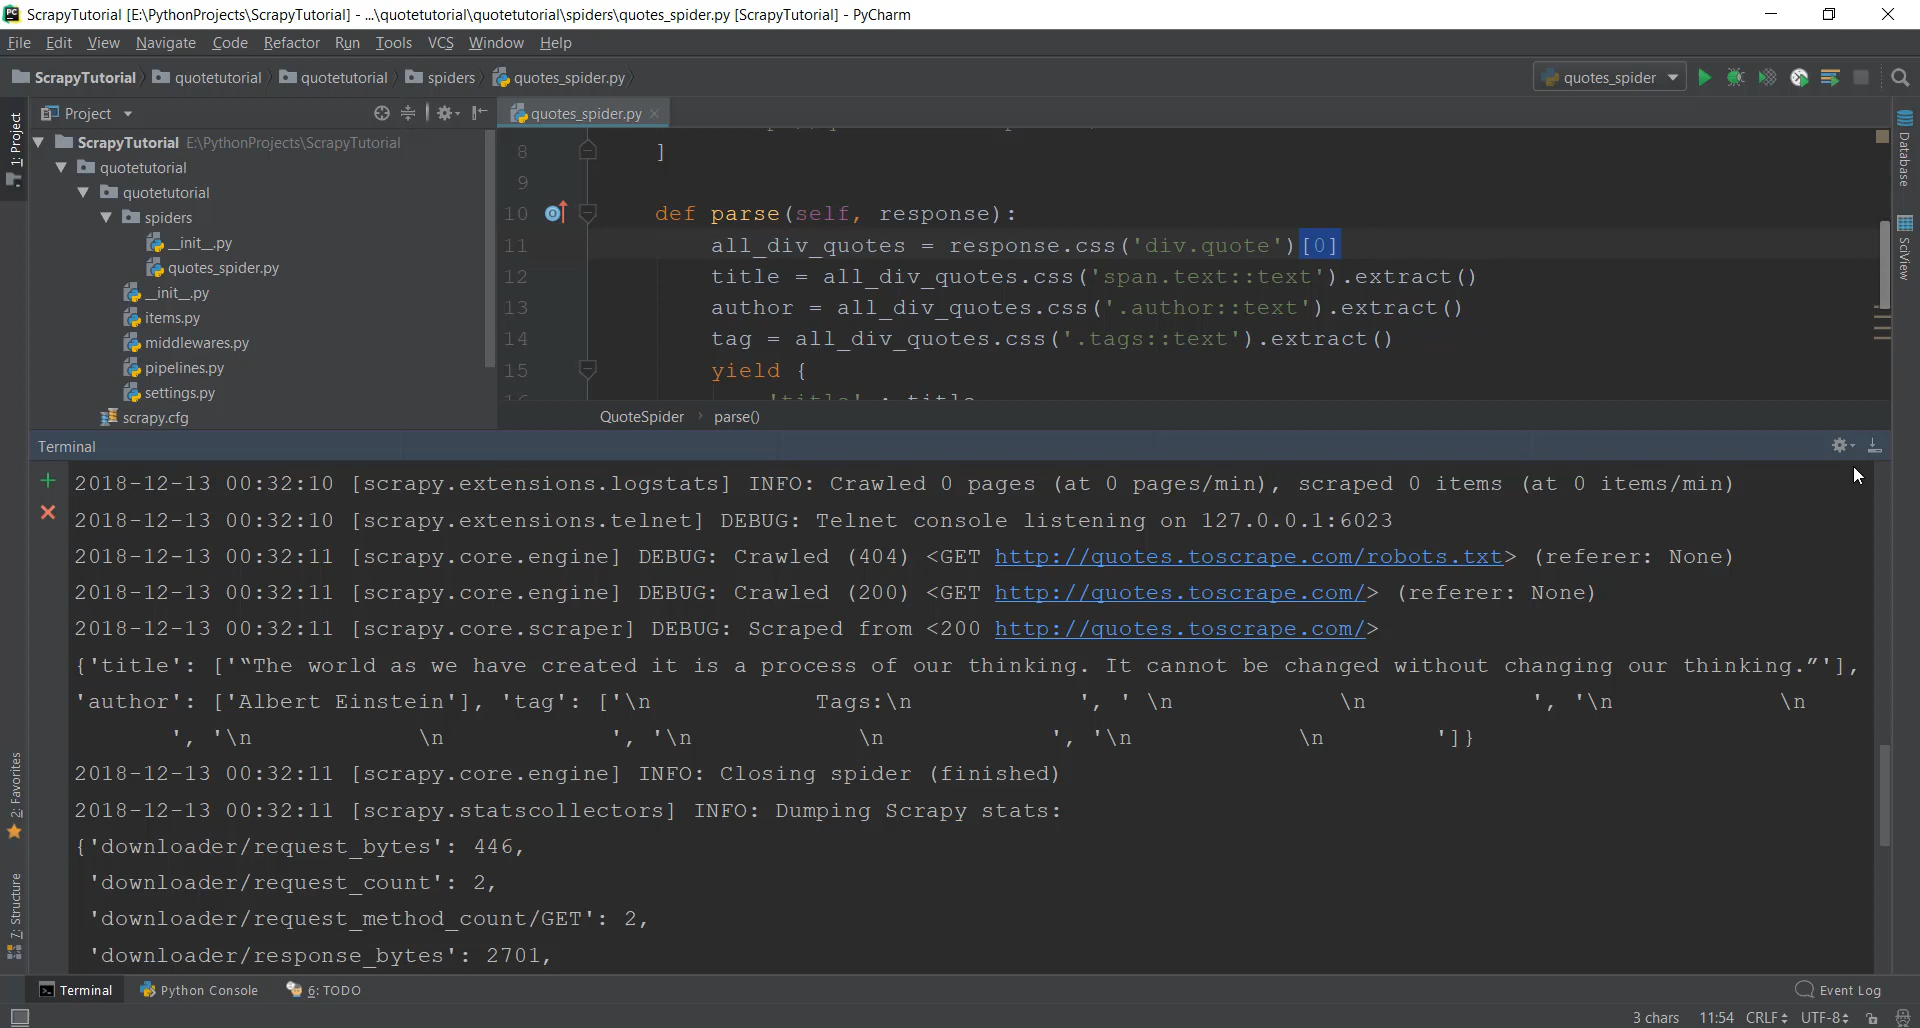 ScrapyTutorial [E:\PythonProjects\ScrapyTutorial] - ...\quotetutorial\quotetutorial\spiders\quotes_spider.py [ScrapyTutorial] - PyCharm
File Edit View Navigate Code Refactor Run Tools VCS Window Help
ScrapyTutorial quotetutorial quotetutorial spiders quotes_spider.py quotes_spider
1: Project
Project
ScrapyTutorial E:\PythonProjects\ScrapyTutorial
quotetutorial
quotetutorial
spiders
__init__.py
quotes_spider.py
__init__.py
items.py
middlewares.py
pipelines.py
settings.py
scrapy.cfg
quotes_spider.py
8 ]
9
10 def parse(self, response):
11 all_div_quotes = response.css('div.quote')[0]
12 title = all_div_quotes.css('span.text::text').extract()
13 author = all_div_quotes.css('.author::text').extract()
14 tag = all_div_quotes.css('.tags::text').extract()
15 yield {
QuoteSpider parse()
Database
SciView
Terminal
2018-12-13 00:32:10 [scrapy.extensions.logstats] INFO: Crawled 0 pages (at 0 pages/min), scraped 0 items (at 0 items/min)
2018-12-13 00:32:10 [scrapy.extensions.telnet] DEBUG: Telnet console listening on 127.0.0.1:6023
2018-12-13 00:32:11 [scrapy.core.engine] DEBUG: Crawled (404) <GET http://quotes.toscrape.com/robots.txt> (referer: None)
2018-12-13 00:32:11 [scrapy.core.engine] DEBUG: Crawled (200) <GET http://quotes.toscrape.com/> (referer: None)
2018-12-13 00:32:11 [scrapy.core.scraper] DEBUG: Scraped from <200 http://quotes.toscrape.com/>
{'title': ['“The world as we have created it is a process of our thinking. It cannot be changed without changing our thinking.”'],
'author': ['Albert Einstein'], 'tag': ['\n Tags:\n ', ' \n \n ', '\n \n
', '\n \n ', '\n \n ', '\n \n ']}
2018-12-13 00:32:11 [scrapy.core.engine] INFO: Closing spider (finished)
2018-12-13 00:32:11 [scrapy.statscollectors] INFO: Dumping Scrapy stats:
{'downloader/request_bytes': 446,
'downloader/request_count': 2,
'downloader/request_method_count/GET': 2,
'downloader/response_bytes': 2701,
2: Favorites
7: Structure
Terminal Python Console 6: TODO Event Log
3 chars 11:54 CRLF UTF-8